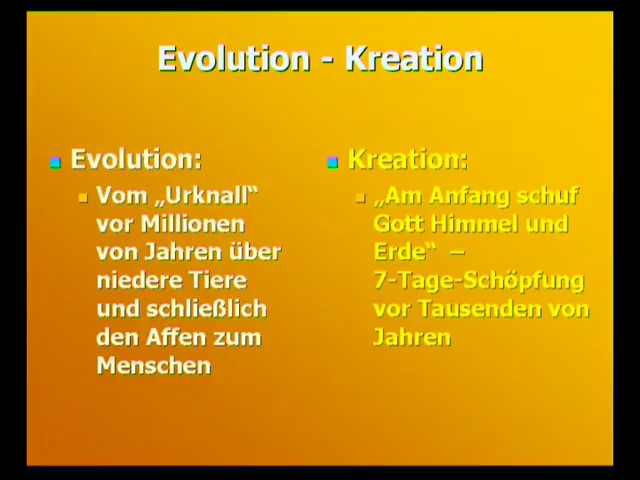 Evolution - Kreation
Evolution:
Vom „Urknall“
vor Millionen
von Jahren über
niedere Tiere
und schließlich
den Affen zum
Menschen
Kreation:
„Am Anfang schuf
Gott Himmel und
Erde“ –
7-Tage-Schöpfung
vor Tausenden von
Jahren